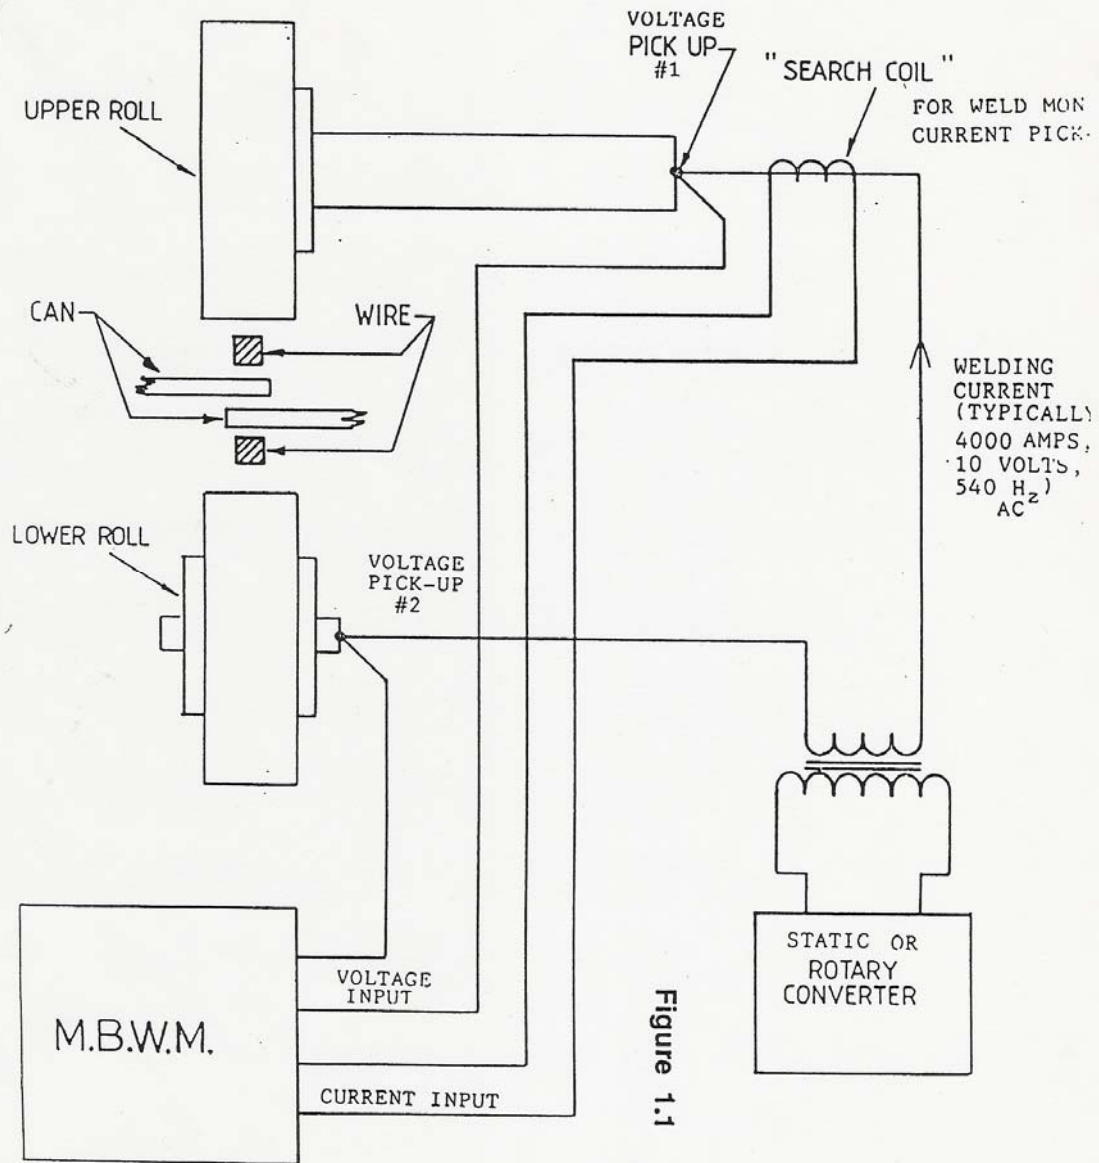 VOLTAGE
PICK UP
#1
" SEARCH COIL "
FOR WELD MON
CURRENT PICK-
UPPER ROLL
CAN
WIRE
WELDING
CURRENT
(TYPICALLY
4000 AMPS,
10 VOLTS,
540 Hz)
AC
LOWER ROLL
VOLTAGE
PICK-UP
#2
STATIC OR
ROTARY
CONVERTER
VOLTAGE
INPUT
M.B.W.M.
CURRENT INPUT
Figure 1.1